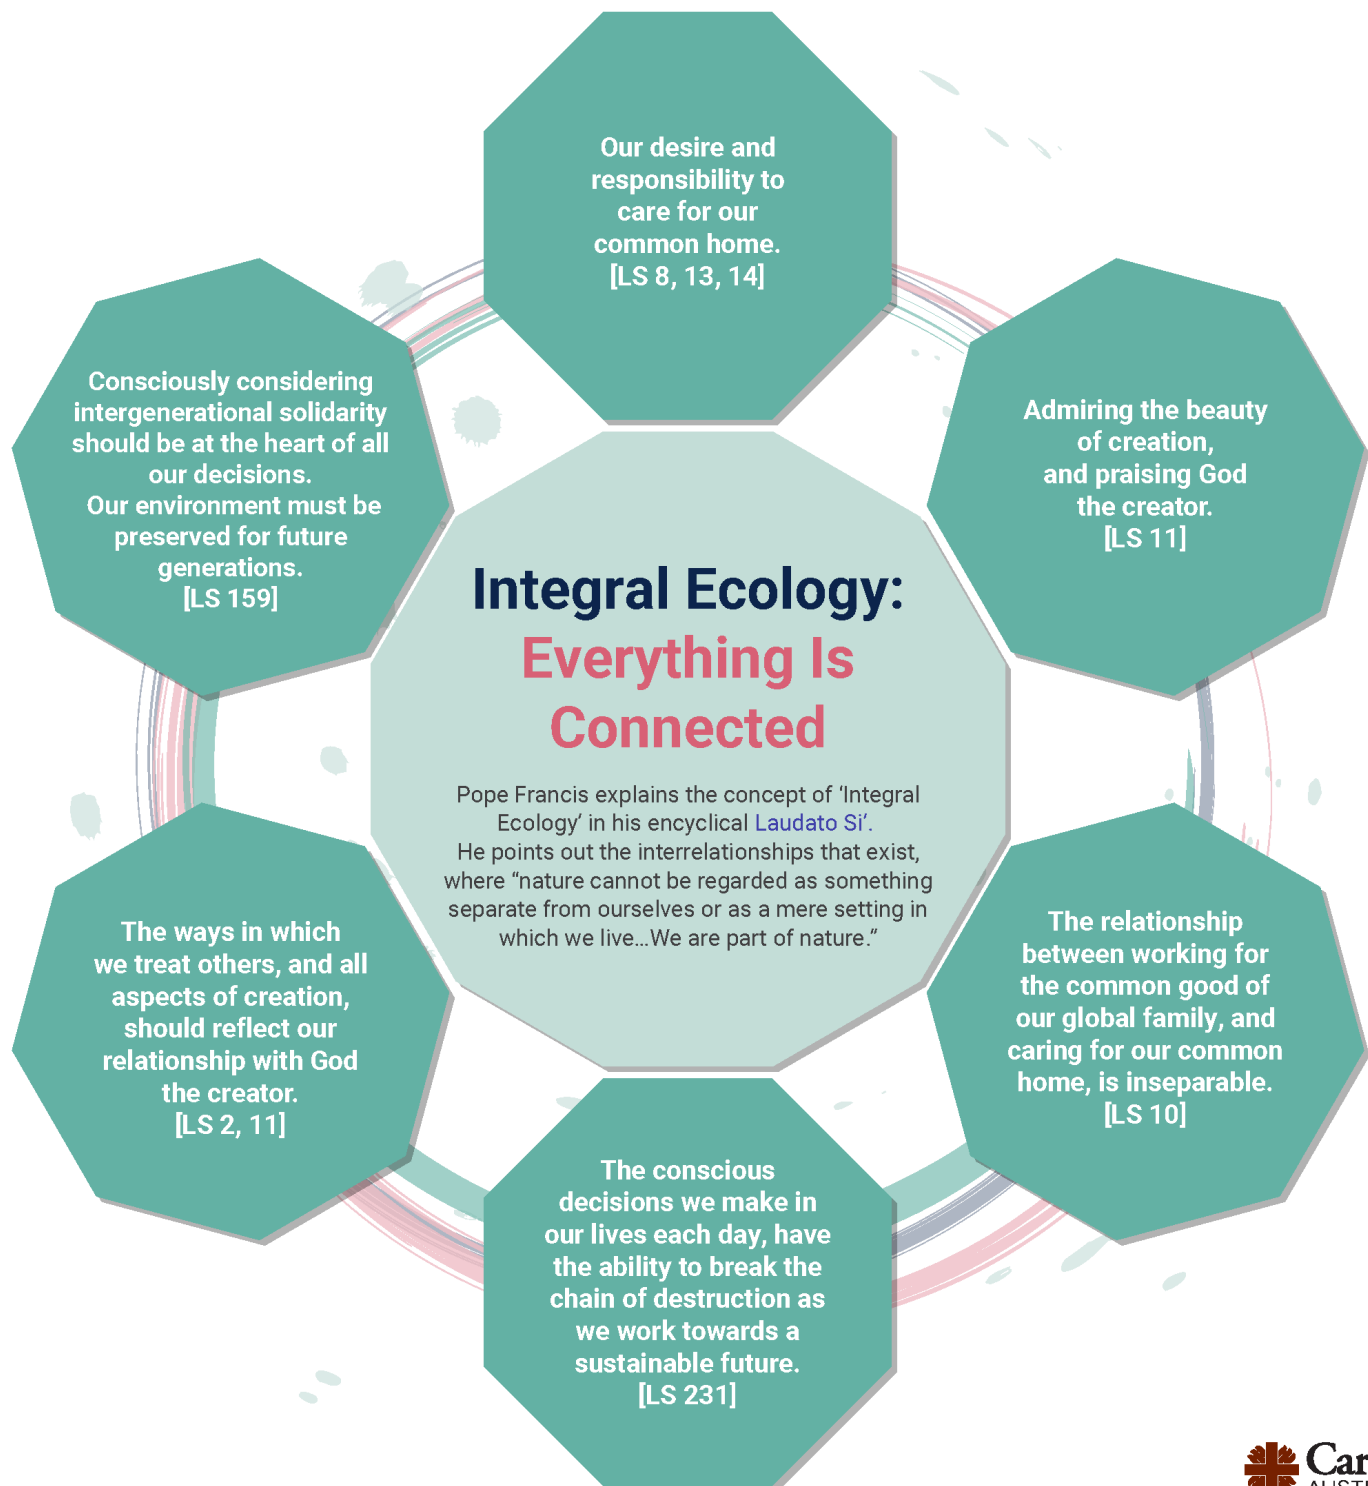 Our desire and
responsibility to
care for our
common home.
[LS 8, 13, 14]
Admiring the beauty
of creation,
and praising God
the creator.
[LS 11]
The relationship
between working for
the common good of
our global family, and
caring for our common
home, is inseparable.
[LS 10]
The conscious
decisions we make in
our lives each day, have
the ability to break the
chain of destruction as
we work towards a
sustainable future.
[LS 231]
The ways in which
we treat others, and all
aspects of creation,
should reflect our
relationship with God
the creator.
[LS 2, 11]
Consciously considering
intergenerational solidarity
should be at the heart of all
our decisions.
Our environment must be
preserved for future
generations.
[LS 159]
Integral Ecology:
Everything Is
Connected
Pope Francis explains the concept of ‘Integral
Ecology’ in his encyclical Laudato Si’.
He points out the interrelationships that exist,
where “nature cannot be regarded as something
separate from ourselves or as a mere setting in
which we live...We are part of nature.”